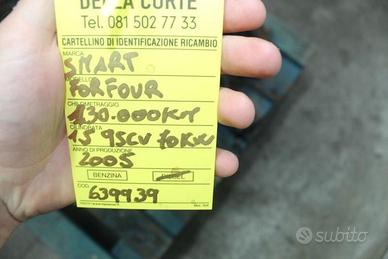 DELLA CORTE
Tel. 081 502 77 33
CARTELLINO DI IDENTIFICAZIONE RICAMBIO
MARCA
SMART
MODELLO
FORFOUR
CHILOMETRAGGIO
130.000KM
CILINDRATA
1.5 95CV 70KW
ANNO DI PRODUZIONE
2005
BENZINA DIESEL
COD.
639939
subito